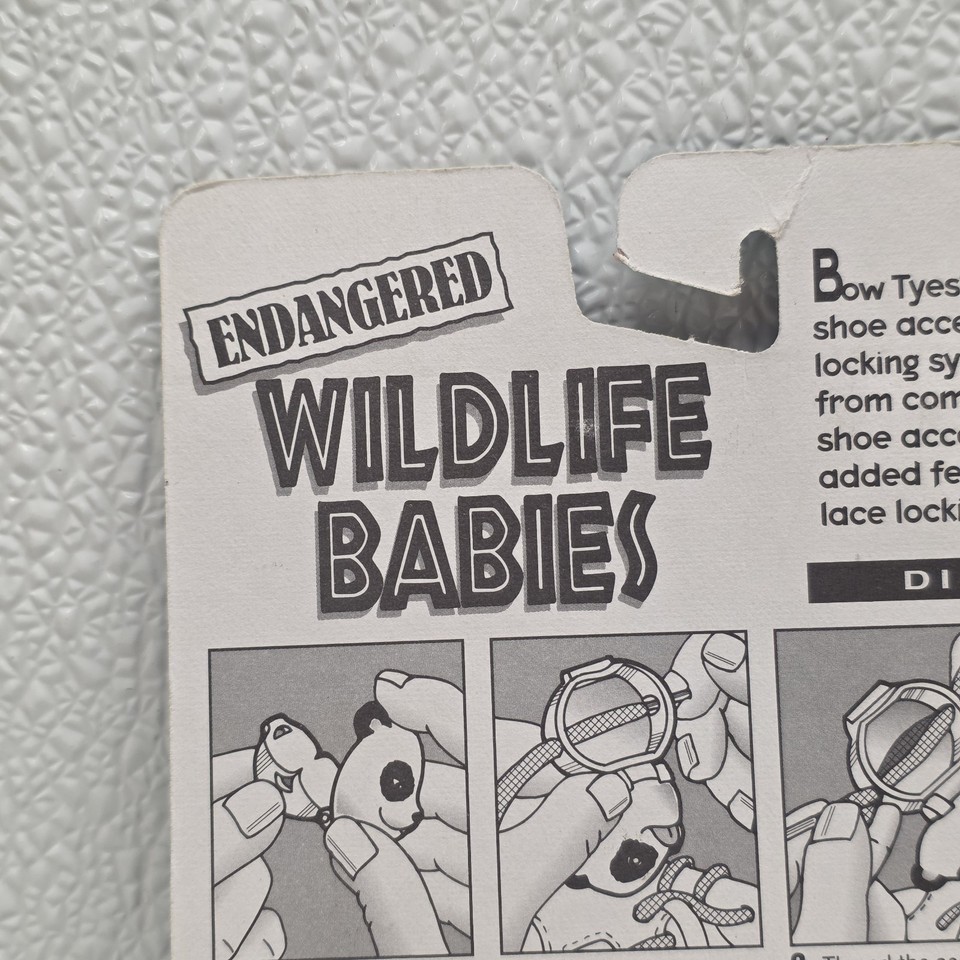 ENDANGERED
WILDLIFE
BABIES
Bow Tyes
shoe acce
locking sy
from com
shoe acce
added fe
lace locki
DI